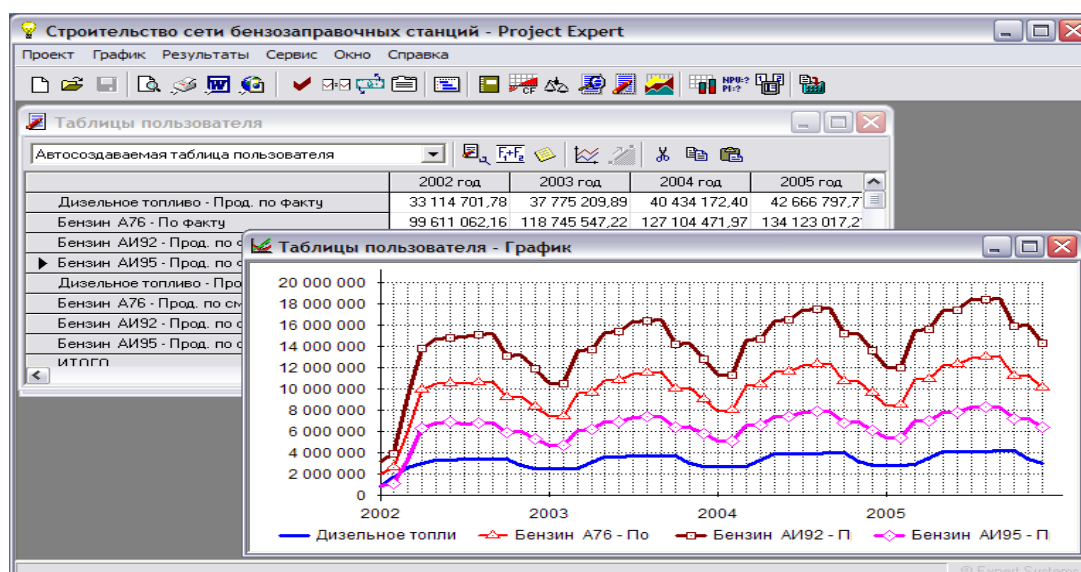 Строительство сети бензозаправочных станций - Project Expert
Проект График Результаты Сервис Окно Справка
Таблицы пользователя
Автосоздаваемая таблица пользователя
2002 год 2003 год 2004 год 2005 год
Дизельное топливо - Прод. по факту 33 114 701,78 37 775 209,89 40 434 172,40 42 666 797,7
Бензин А76 - По факту 99 611 062,16 118 745 547,22 127 104 471,97 134 123 017,2
Бензин АИ92 - Прод. по
Бензин АИ95 - Прод. по
Дизельное топливо - Про
Бензин А76 - Прод. по см
Бензин АИ92 - Прод. по
Бензин АИ95 - Прод. по
ИТОГО
Таблицы пользователя - График
20 000 000
18 000 000
16 000 000
14 000 000
12 000 000
10 000 000
8 000 000
6 000 000
4 000 000
2 000 000
0
2002 2003 2004 2005
Дизельное топли Бензин А76 - По Бензин АИ92 - П Бензин АИ95 - П
© Expert Systems